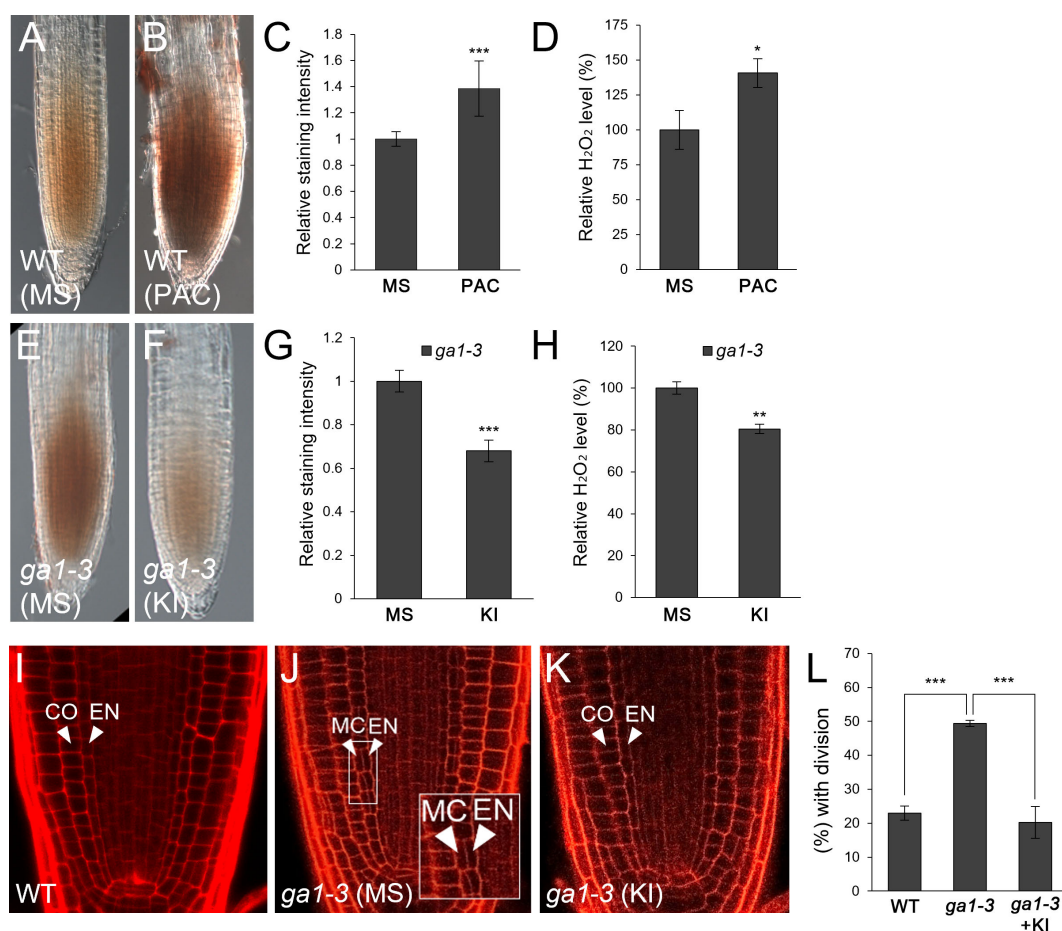 A
WT
(MS)
B
WT
(PAC)
C
Relative staining intensity
1.8
1.6
1.4
1.2
1
0.8
0.6
0.4
0.2
0
***
MS PAC
D
Relative H₂O₂ level (%)
175
150
125
100
75
50
25
0
*
MS PAC
E
ga1-3
(MS)
F
ga1-3
(KI)
G
Relative staining intensity
1.2
1
0.8
0.6
0.4
0.2
0
ga1-3
***
MS KI
H
Relative H₂O₂ level (%)
120
100
80
60
40
20
0
ga1-3
**
MS KI
I
CO EN
WT
J
MC EN
MC EN
ga1-3 (MS)
K
CO EN
ga1-3 (KI)
L
(%) with division
70
60
50
40
30
20
10
0
*** ***
WT ga1-3 ga1-3
+KI